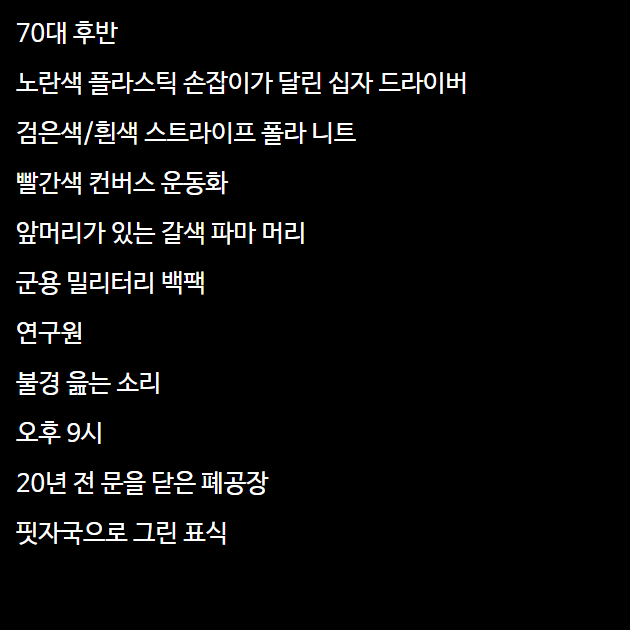 70대 후반
노란색 플라스틱 손잡이가 달린 십자 드라이버
검은색/흰색 스트라이프 폴라 니트
빨간색 컨버스 운동화
앞머리가 있는 갈색 파마 머리
군용 밀리터리 백팩
연구원
불경 읊는 소리
오후 9시
20년 전 문을 닫은 폐공장
핏자국으로 그린 표식